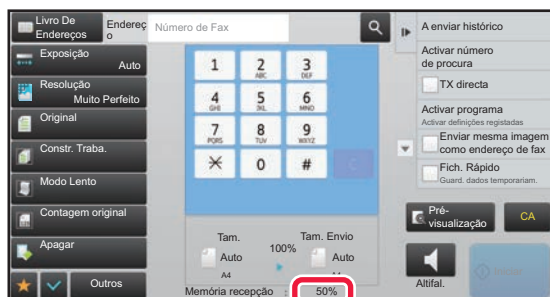 Livro De
Endereços
Endereç
o
Número de Fax
Exposição
Auto
Resolução
Muito Perfeito
Original
Constr. Traba.
Modo Lento
Contagem original
Apagar
Outros
1
2
ABC
3
DEF
4
GHI
5
JKL
6
MNO
7
PQRS
8
TUV
9
WXYZ
0
#
C
Tam.
Auto
A4
100%
Tam. Envio
Auto
A4
Memória recepção : 50%
A enviar histórico
Activar número
de procura
TX directa
Activar programa
Activar definições registadas
Enviar mesma imagem
como endereço de fax
Fich. Rápido
Guard. dados temporariam.
Pré-
visualização
CA
Altifal.
Iniciar